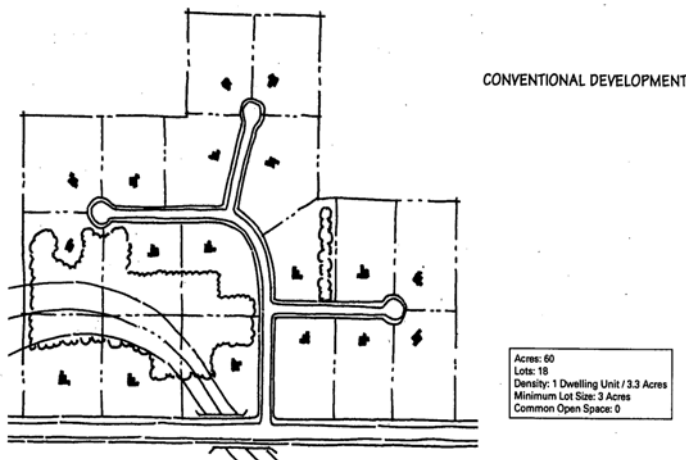 CONVENTIONAL DEVELOPMENT
Acres: 60
Lots: 18
Density: 1 Dwelling Unit / 3.3 Acres
Minimum Lot Size: 3 Acres
Common Open Space: 0